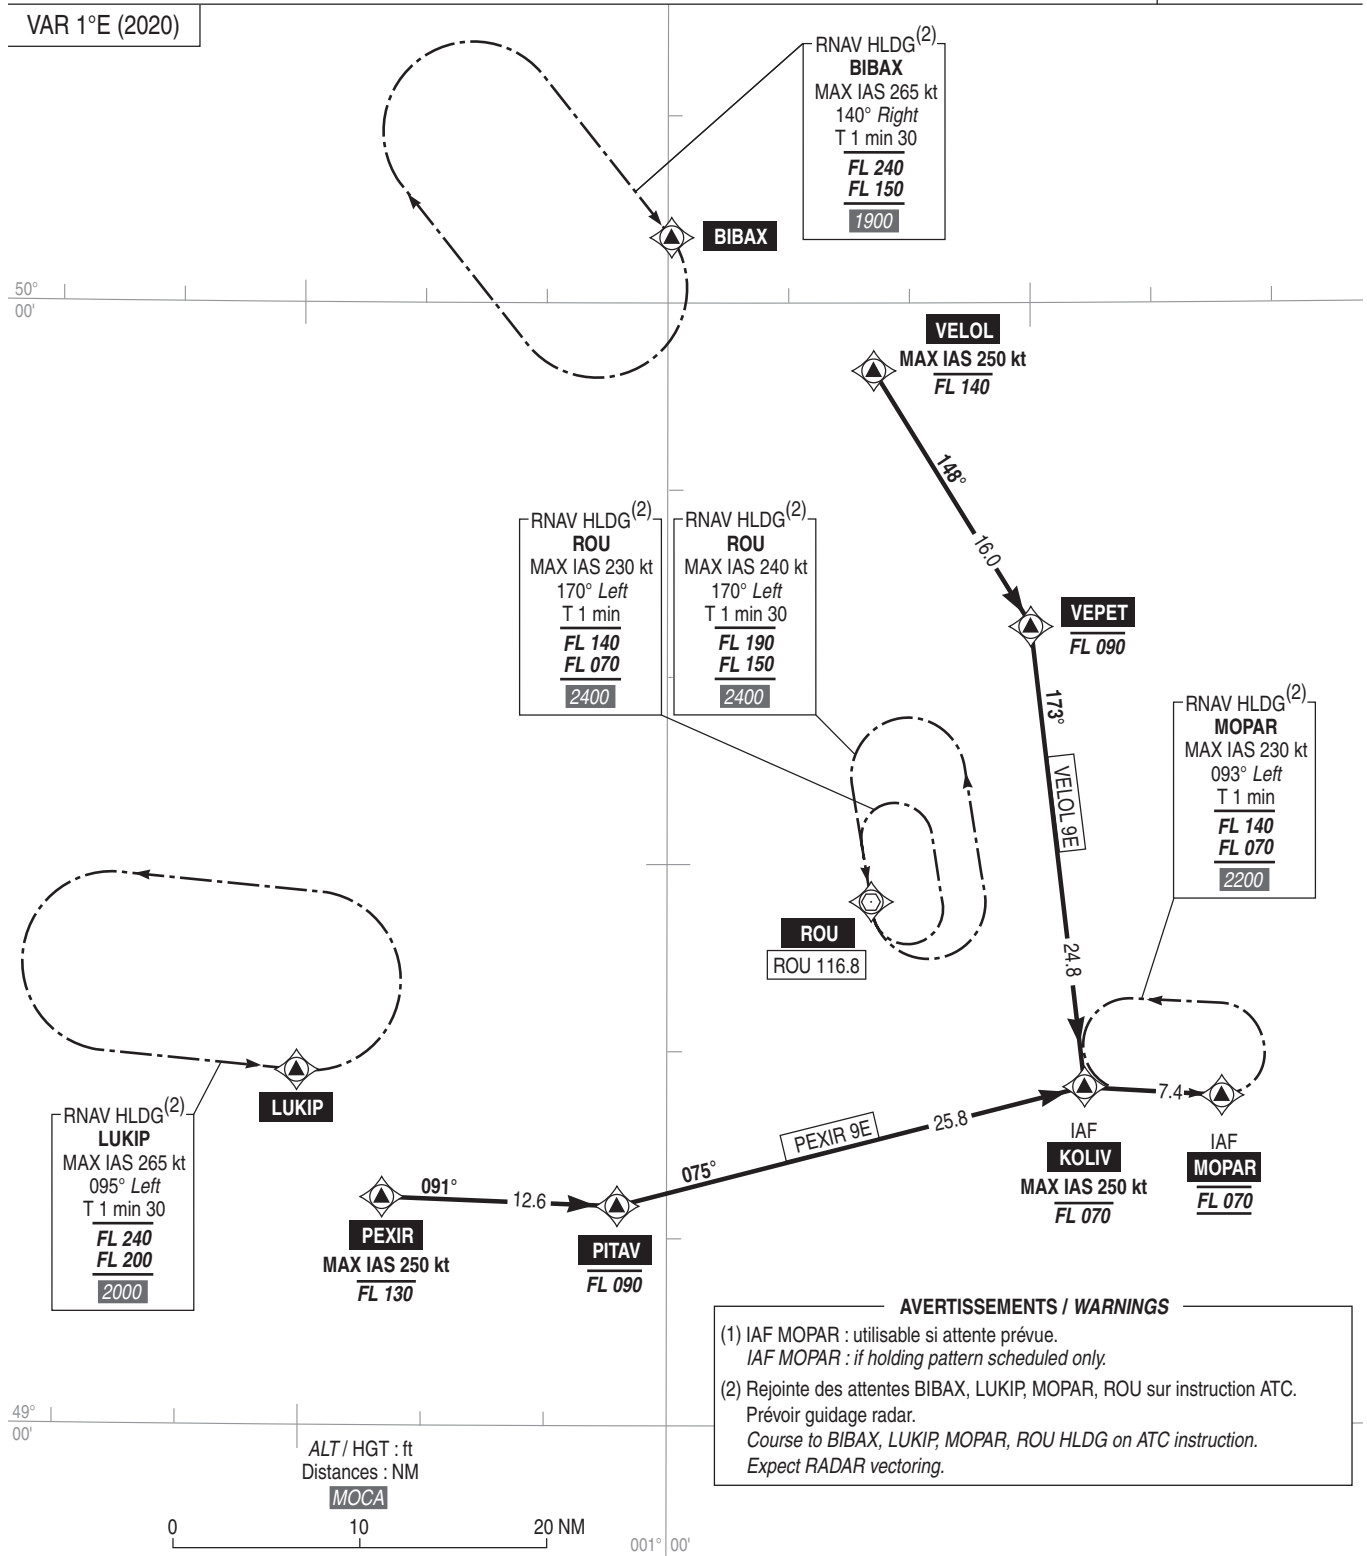 VAR 1°E (2020)
RNAV HLDG(2)
BIBAX
MAX IAS 265 kt
140° Right
T 1 min 30
FL 240
FL 150
1900
BIBAX
50°
00'
VELOL
MAX IAS 250 kt
FL 140
148°
16.0
RNAV HLDG(2)
ROU
MAX IAS 230 kt
170° Left
T 1 min
FL 140
FL 070
2400
RNAV HLDG(2)
ROU
MAX IAS 240 kt
170° Left
T 1 min 30
FL 190
FL 150
2400
VEPET
FL 090
173°
VELOL 9E
24.8
RNAV HLDG(2)
MOPAR
MAX IAS 230 kt
093° Left
T 1 min
FL 140
FL 070
2200
ROU
ROU 116.8
LUKIP
RNAV HLDG(2)
LUKIP
MAX IAS 265 kt
095° Left
T 1 min 30
FL 240
FL 200
2000
091°
12.6
PEXIR
MAX IAS 250 kt
FL 130
PITAV
FL 090
075°
PEXIR 9E
25.8
7.4
IAF
KOLIV
MAX IAS 250 kt
FL 070
IAF
MOPAR
FL 070
AVERTISSEMENTS / WARNINGS
(1) IAF MOPAR : utilisable si attente prévue.
IAF MOPAR : if holding pattern scheduled only.
(2) Rejointe des attentes BIBAX, LUKIP, MOPAR, ROU sur instruction ATC.
Prévoir guidage radar.
Course to BIBAX, LUKIP, MOPAR, ROU HLDG on ATC instruction.
Expect RADAR vectoring.
49°
00'
ALT / HGT : ft
Distances : NM
MOCA
0 10 20 NM
001° 00'